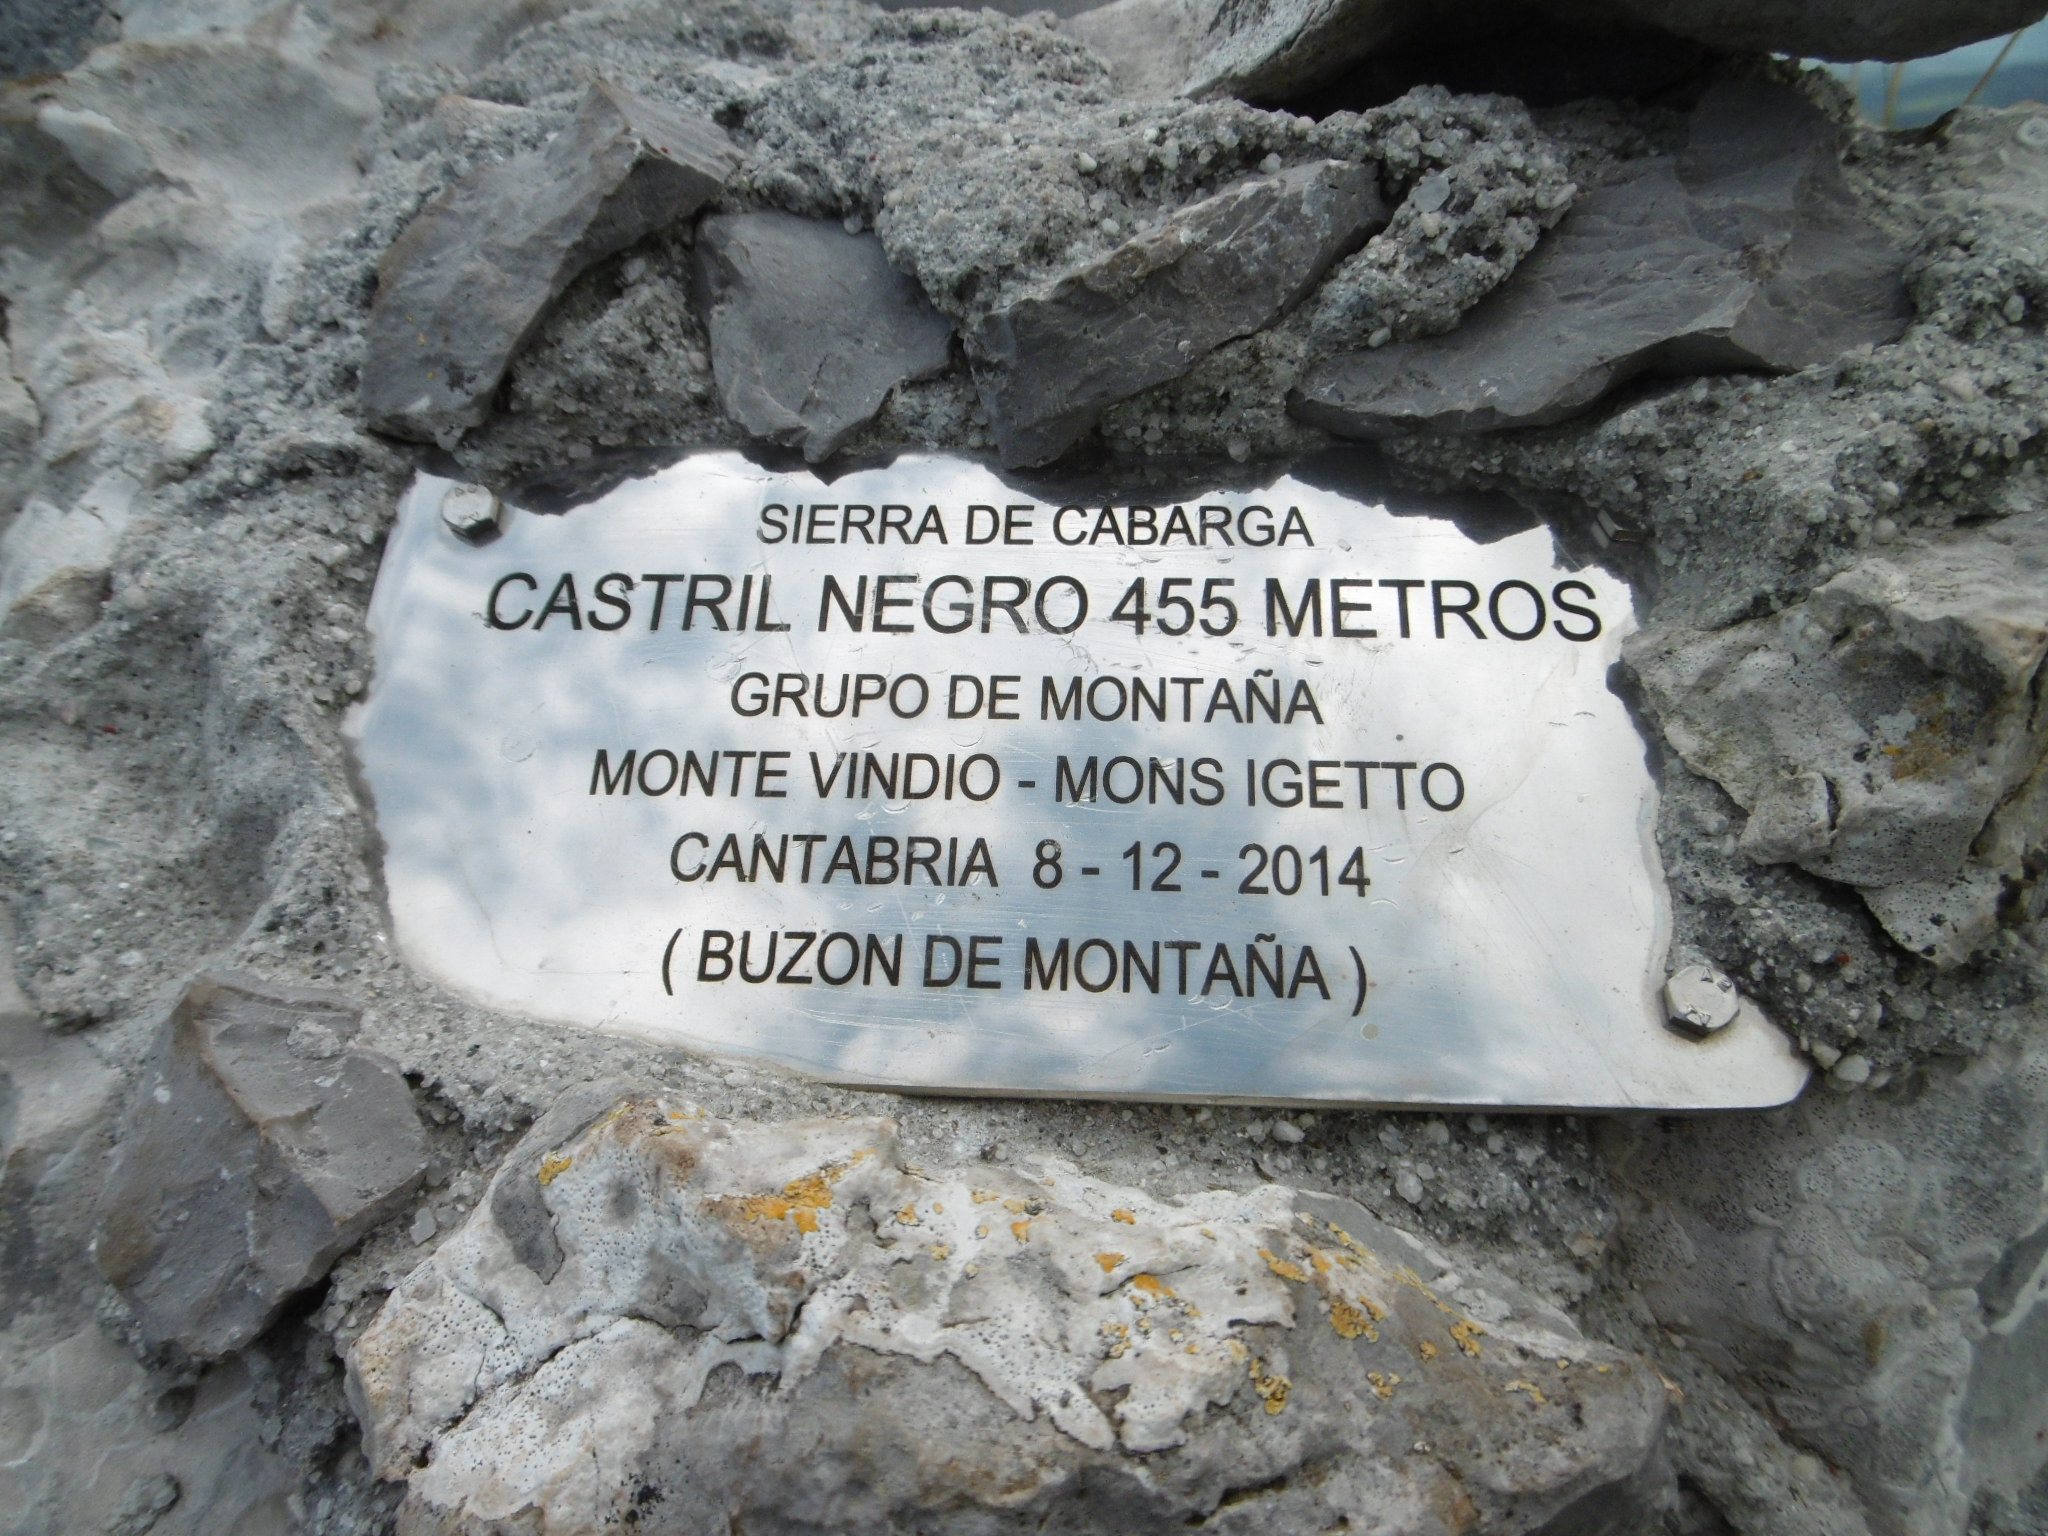 SIERRA DE CABARGA
CASTRIL NEGRO 455 METROS
GRUPO DE MONTAÑA
MONTE VINDIO - MONS IGETTO
CANTABRIA 8 - 12 - 2014
( BUZON DE MONTAÑA )